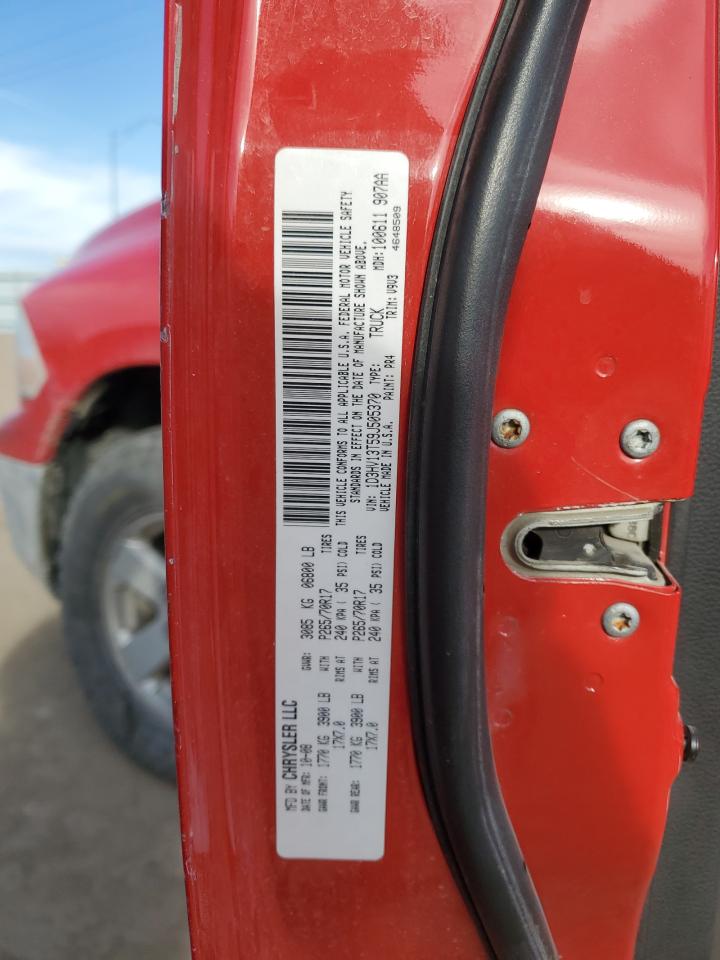 MFD BY CHRYSLER LLC
DATE OF MFR: 10-08 GVWR: 3085 KG 06800 LB
GAWR FRONT: 1770 KG 3900 LB WITH P265/70R17 TIRES
17X7.0 RIMS AT 240 KPA ( 35 PSI) COLD
GAWR REAR: 1770 KG 3900 LB WITH P265/70R17 TIRES
17X7.0 RIMS AT 240 KPA ( 35 PSI) COLD
THIS VEHICLE CONFORMS TO ALL APPLICABLE U.S.A. FEDERAL MOTOR VEHICLE SAFETY
STANDARDS IN EFFECT ON THE DATE OF MANUFACTURE SHOWN ABOVE.
VIN: 1D3HV13T59J505370 TYPE: TRUCK MDH: 100611 907AA
VEHICLE MADE IN U.S.A. PAINT: PR4 TRIM: V9V3 4648509